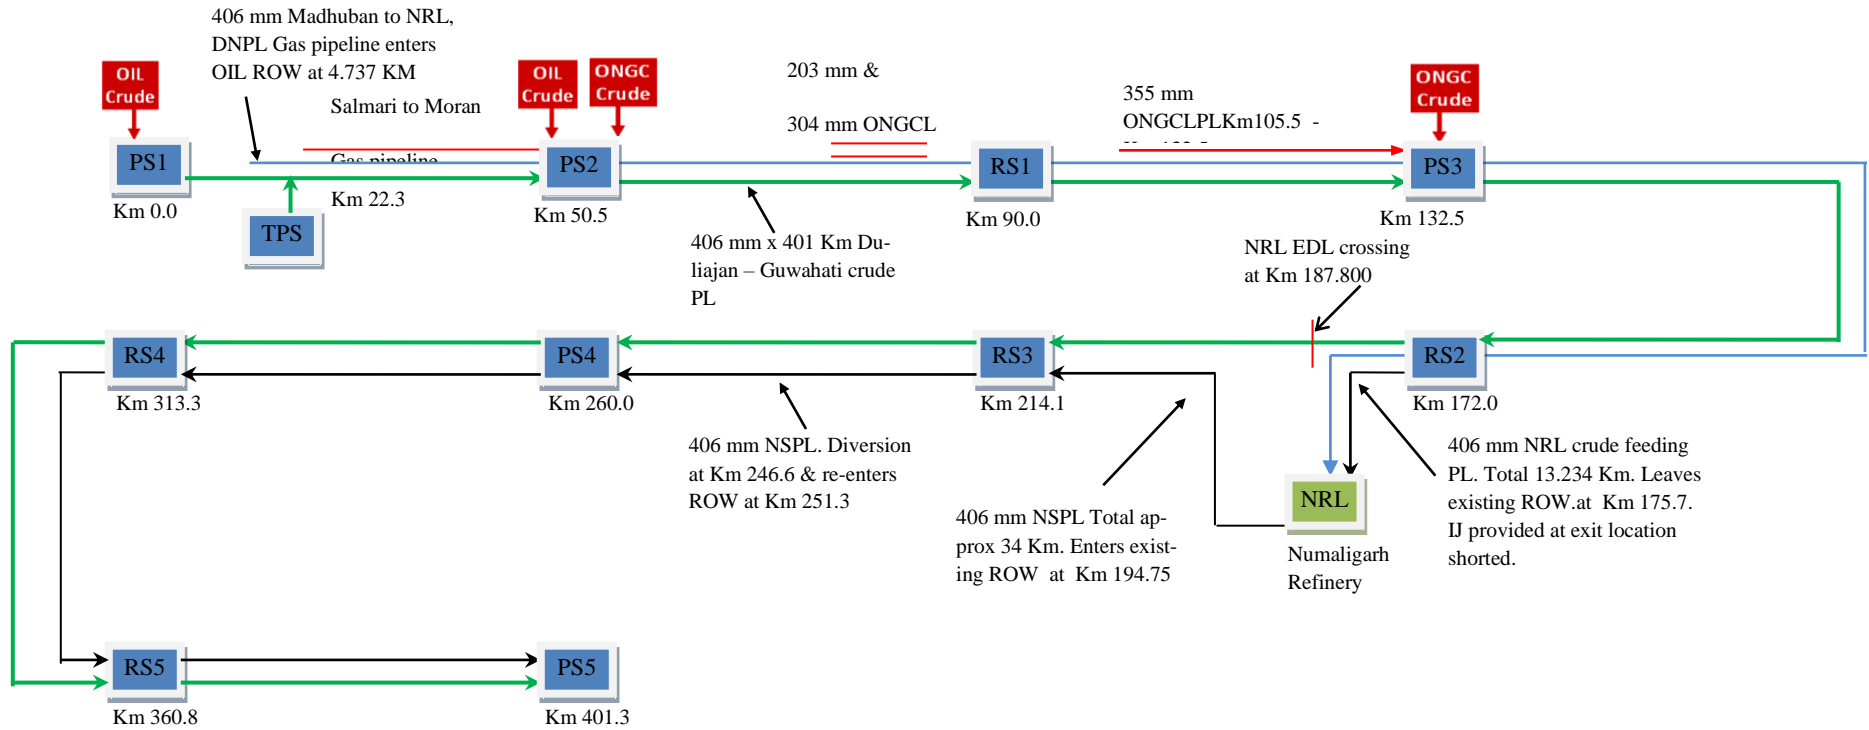 406 mm Madhuban to NRL,
DNPL Gas pipeline enters
OIL ROW at 4.737 KM
OIL
Crude
Salmari to Moran
Gas pipeline
Km 22.3
OIL
Crude
ONGC
Crude
203 mm &
304 mm ONGCL
355 mm
ONGCLPLKm105.5 -
ONGC
Crude
PS1
Km 0.0
TPS
PS2
Km 50.5
406 mm x 401 Km Du-
liajan – Guwahati crude
PL
RS1
Km 90.0
PS3
Km 132.5
NRL EDL crossing
at Km 187.800
RS4
Km 313.3
PS4
Km 260.0
RS3
Km 214.1
RS2
Km 172.0
406 mm NSPL. Diversion
at Km 246.6 & re-enters
ROW at Km 251.3
406 mm NSPL Total ap-
prox 34 Km. Enters exist-
ing ROW at Km 194.75
NRL
Numaligarh
Refinery
406 mm NRL crude feeding
PL. Total 13.234 Km. Leaves
existing ROW.at Km 175.7.
IJ provided at exit location
shorted.
RS5
Km 360.8
PS5
Km 401.3